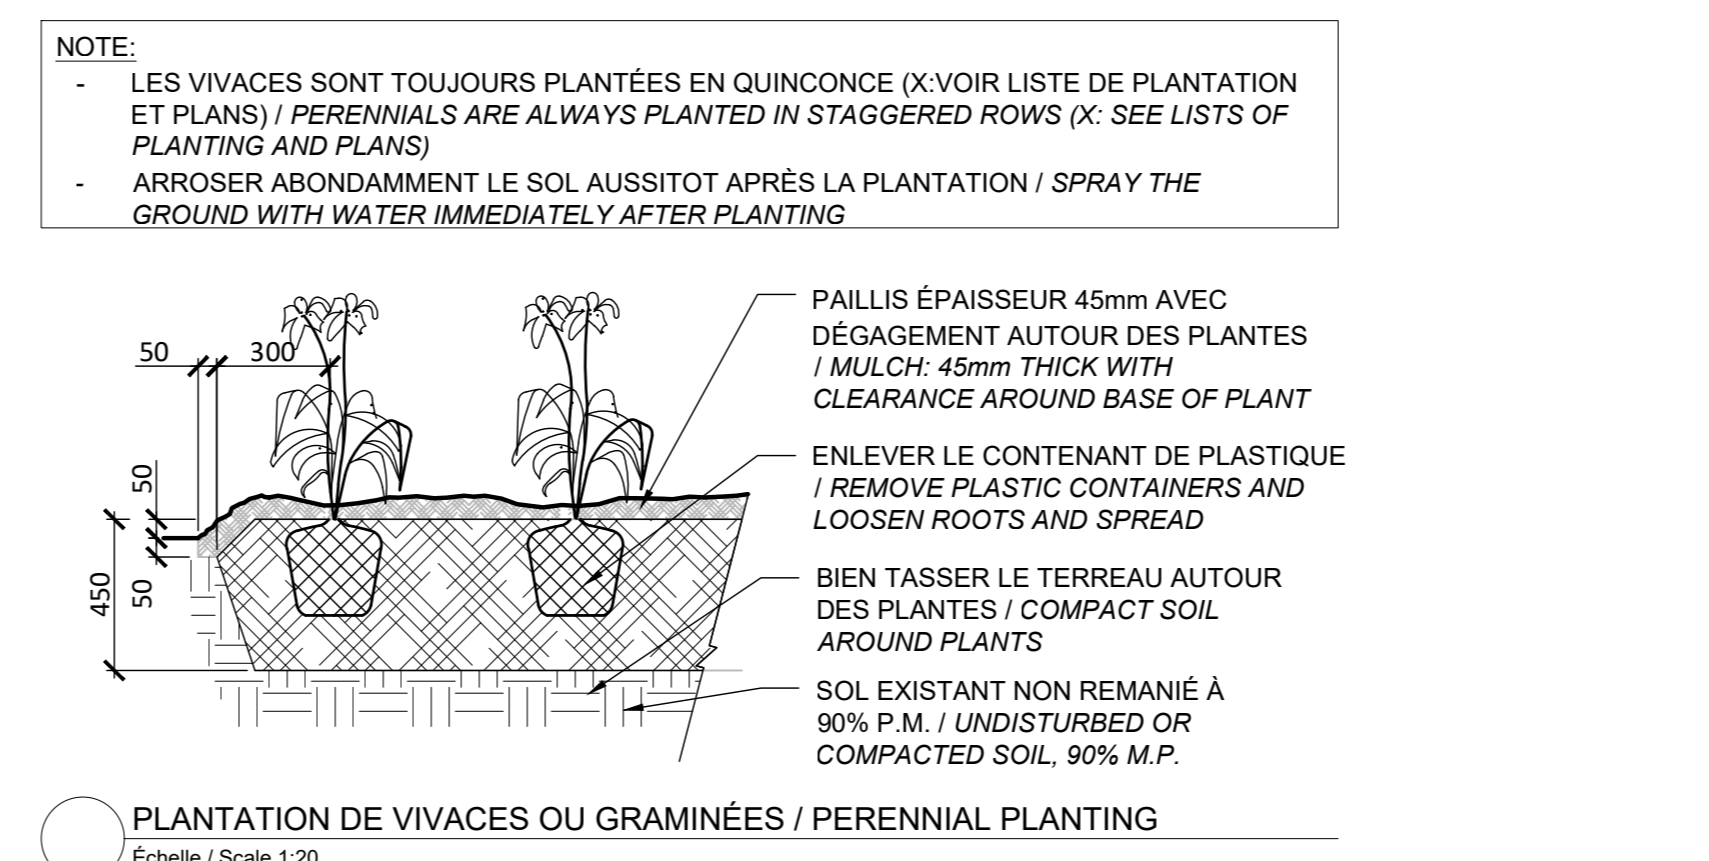 NOTE:
- LES VIVACES SONT TOUJOURS PLANTÉES EN QUINCONCE (X:VOIR LISTE DE PLANTATION
ET PLANS) / PERENNIALS ARE ALWAYS PLANTED IN STAGGERED ROWS (X: SEE LISTS OF
PLANTING AND PLANS)
- ARROSER ABONDAMMENT LE SOL AUSSITOT APRÈS LA PLANTATION / SPRAY THE
GROUND WITH WATER IMMEDIATELY AFTER PLANTING
50
300
50
450
50
PAILLIS ÉPAISSEUR 45mm AVEC
DÉGAGEMENT AUTOUR DES PLANTES
/ MULCH: 45mm THICK WITH
CLEARANCE AROUND BASE OF PLANT
ENLEVER LE CONTENANT DE PLASTIQUE
/ REMOVE PLASTIC CONTAINERS AND
LOOSEN ROOTS AND SPREAD
BIEN TASSER LE TERREAU AUTOUR
DES PLANTES / COMPACT SOIL
AROUND PLANTS
SOL EXISTANT NON REMANIÉ À
90% P.M. / UNDISTURBED OR
COMPACTED SOIL, 90% M.P.
PLANTATION DE VIVACES OU GRAMINÉES / PERENNIAL PLANTING
Échelle / Scale 1:20